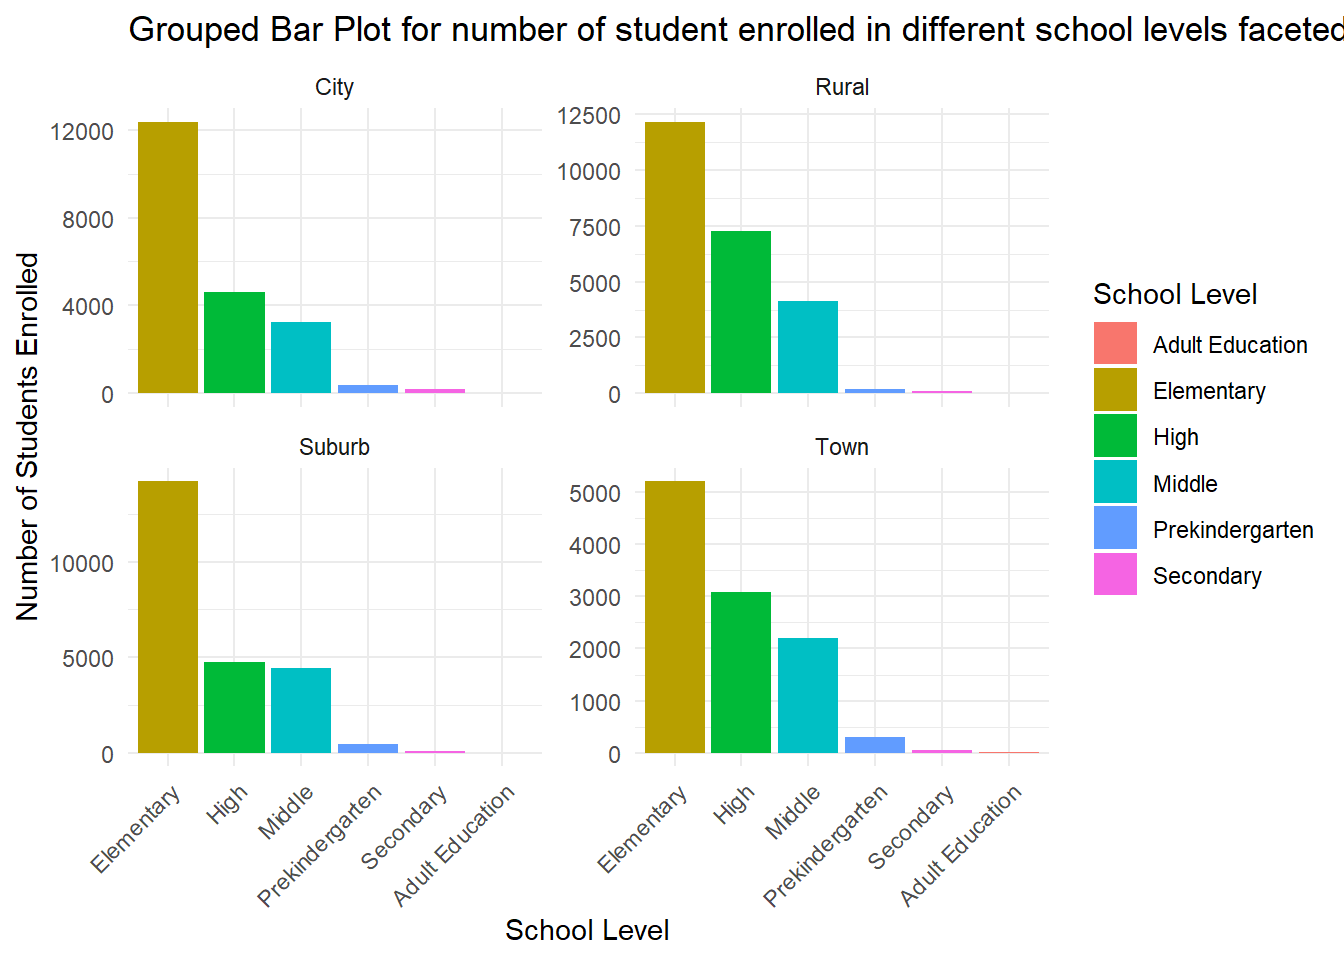 Grouped Bar Plot for number of student enrolled in different school levels faceted
City
Rural
12000
8000
4000
0
12500
10000
7500
5000
2500
0
Suburb
Town
10000
5000
0
5000
4000
3000
2000
1000
0
Number of Students Enrolled
Elementary
High
Middle
Prekindergarten
Secondary
Adult Education
Elementary
High
Middle
Prekindergarten
Secondary
Adult Education
School Level
School Level
Adult Education
Elementary
High
Middle
Prekindergarten
Secondary